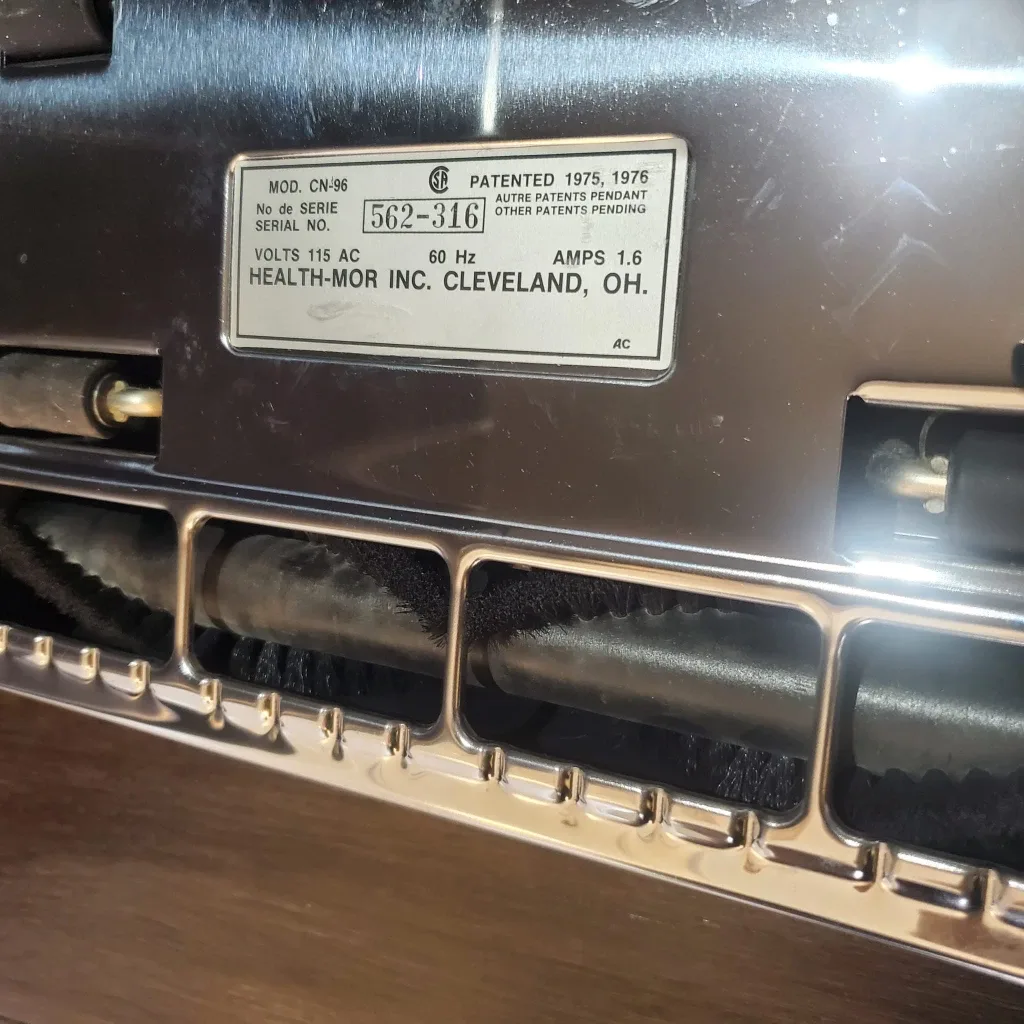 MOD. CN-96
SA PATENTED 1975, 1976
AUTRE PATENTS PENDANT
OTHER PATENTS PENDING
No de SERIE
SERIAL NO. 562-316
VOLTS 115 AC 60 Hz AMPS 1.6
HEALTH-MOR INC. CLEVELAND, OH.
AC